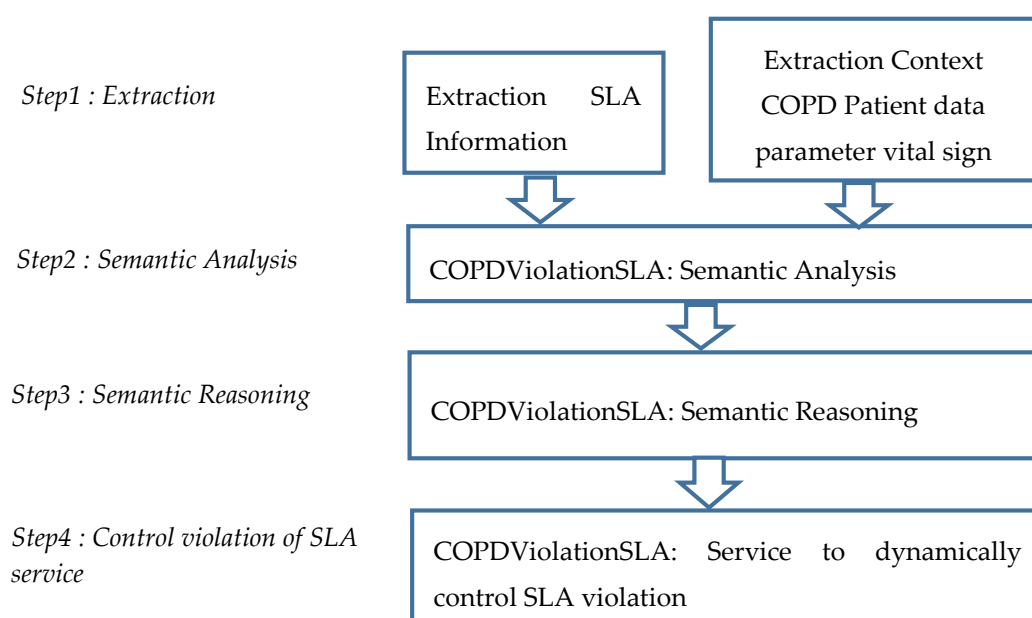 Step1 : Extraction
Extraction SLA
Information
Extraction Context
COPD Patient data
parameter vital sign
Step2 : Semantic Analysis
COPDViolationSLA: Semantic Analysis
Step3 : Semantic Reasoning
COPDViolationSLA: Semantic Reasoning
Step4 : Control violation of SLA
service
COPDViolationSLA: Service to dynamically
control SLA violation